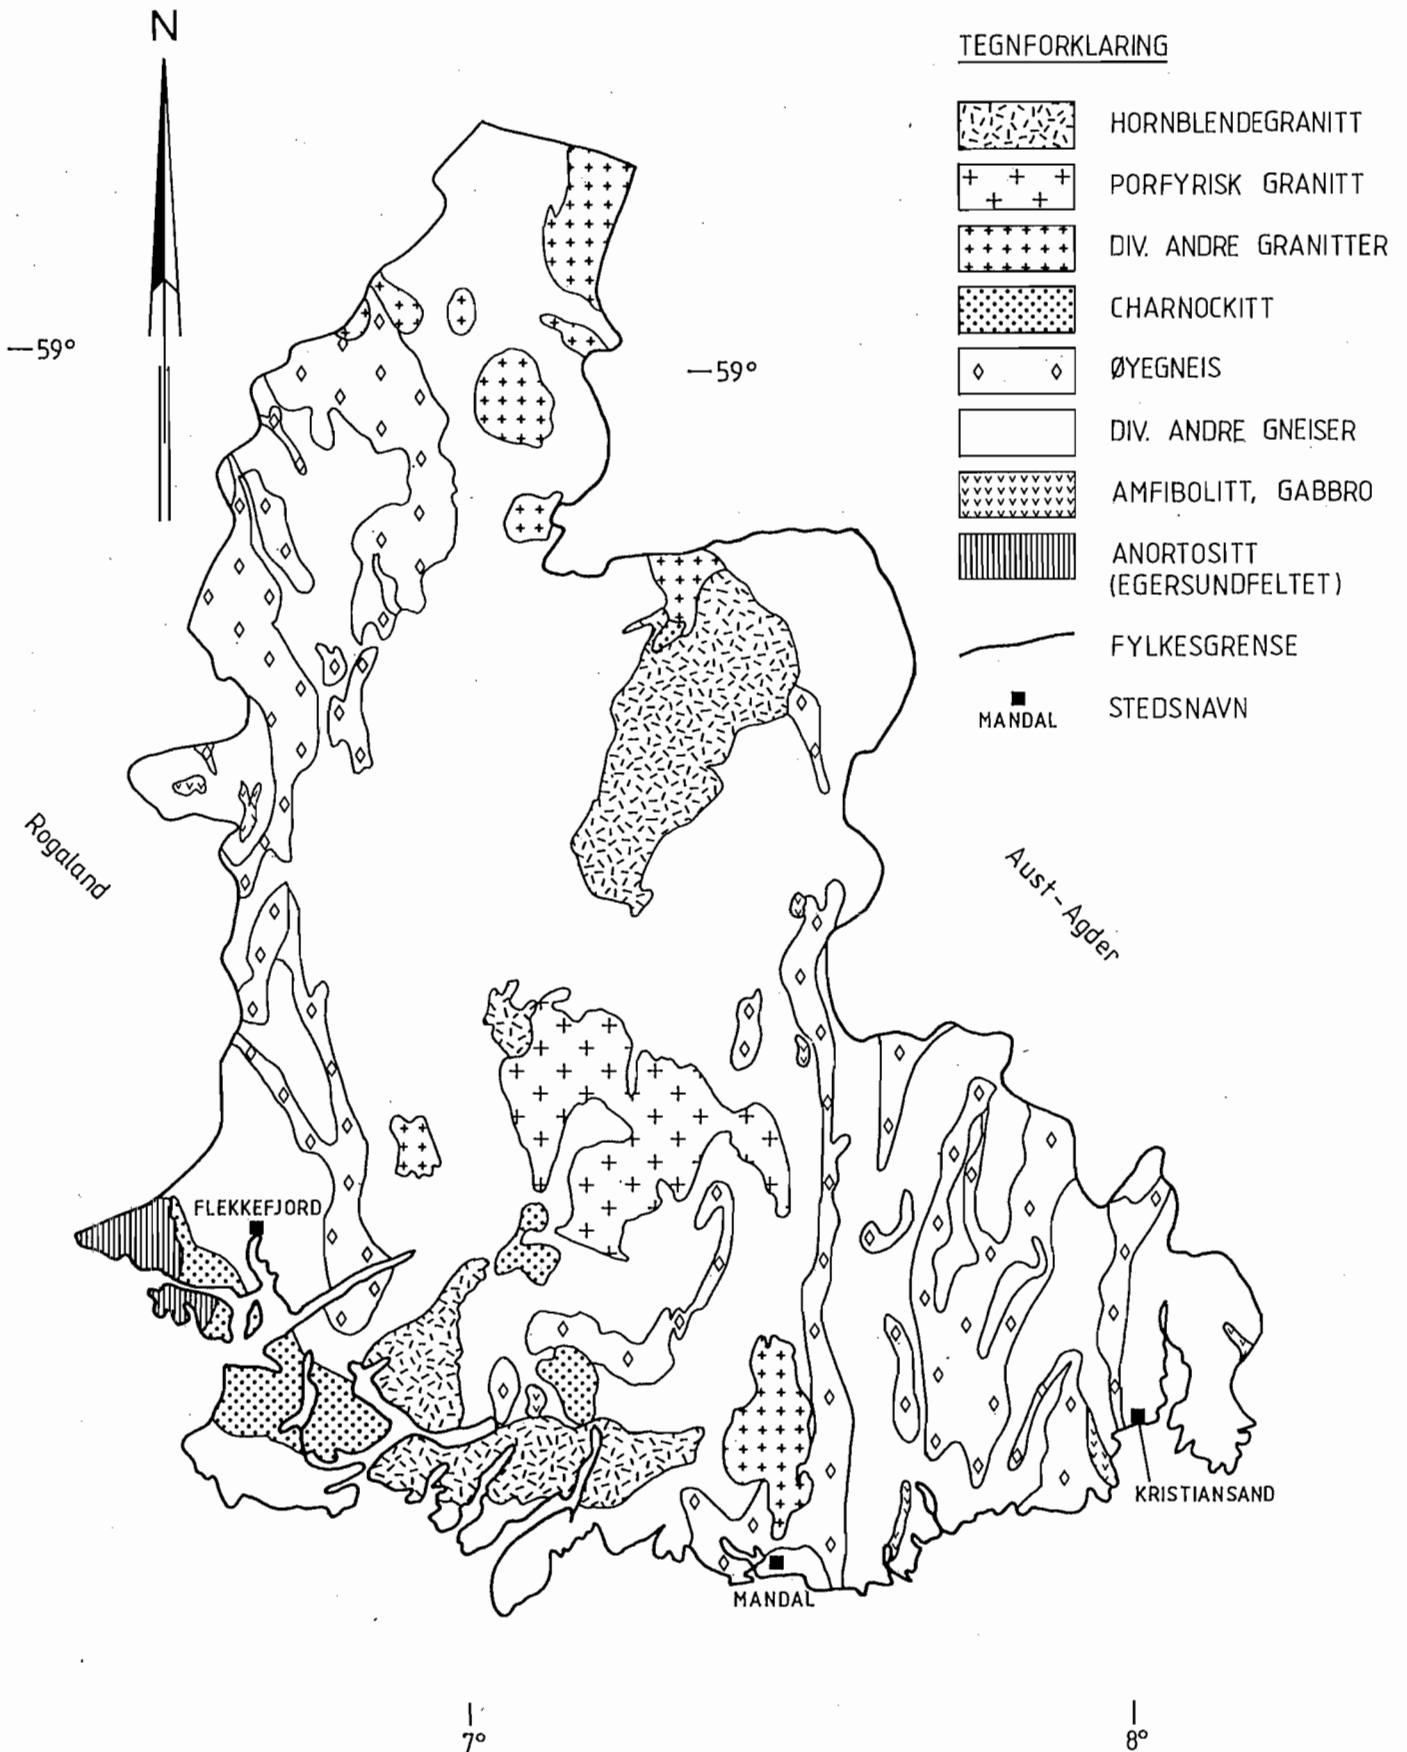 N
TEGNFORKLARING
HORNBLENDEGRANITT
PORFYRISK GRANITT
DIV. ANDRE GRANITTER
CHARNOCKITT
ØYEGNEIS
DIV. ANDRE GNEISER
AMFIBOLITT, GABBRO
ANORTOSITT
(EGERSUNDFELTET)
FYLKESGRENSE
MANDAL
STEDSNAVN
—59°
—59°
Rogaland
Aust-Agder
FLEKKEFJORD
KRISTIANSAND
MANDAL
7°
8°